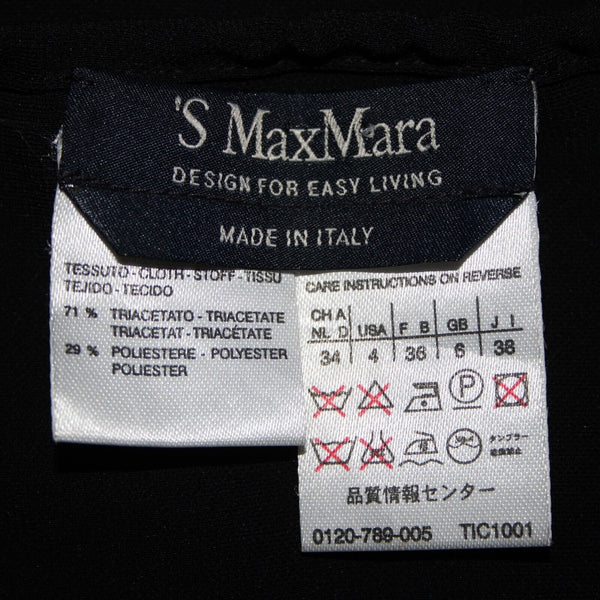 'S MaxMara
DESIGN FOR EASY LIVING
MADE IN ITALY
TESSUTO - CLOTH - STOFF - TISSU
TEJIDO - TECIDO
71 % TRIACETATO - TRIACETATE
TRIACETAT - TRIACÉTATE
29 % POLIESTERE - POLYESTER
POLIESTER
CARE INSTRUCTIONS ON REVERSE
CH A USA F B GB J I
NL D
34 4 36 6 38
P
タンブラー
品質情報センター
0120-789-005 TIC1001